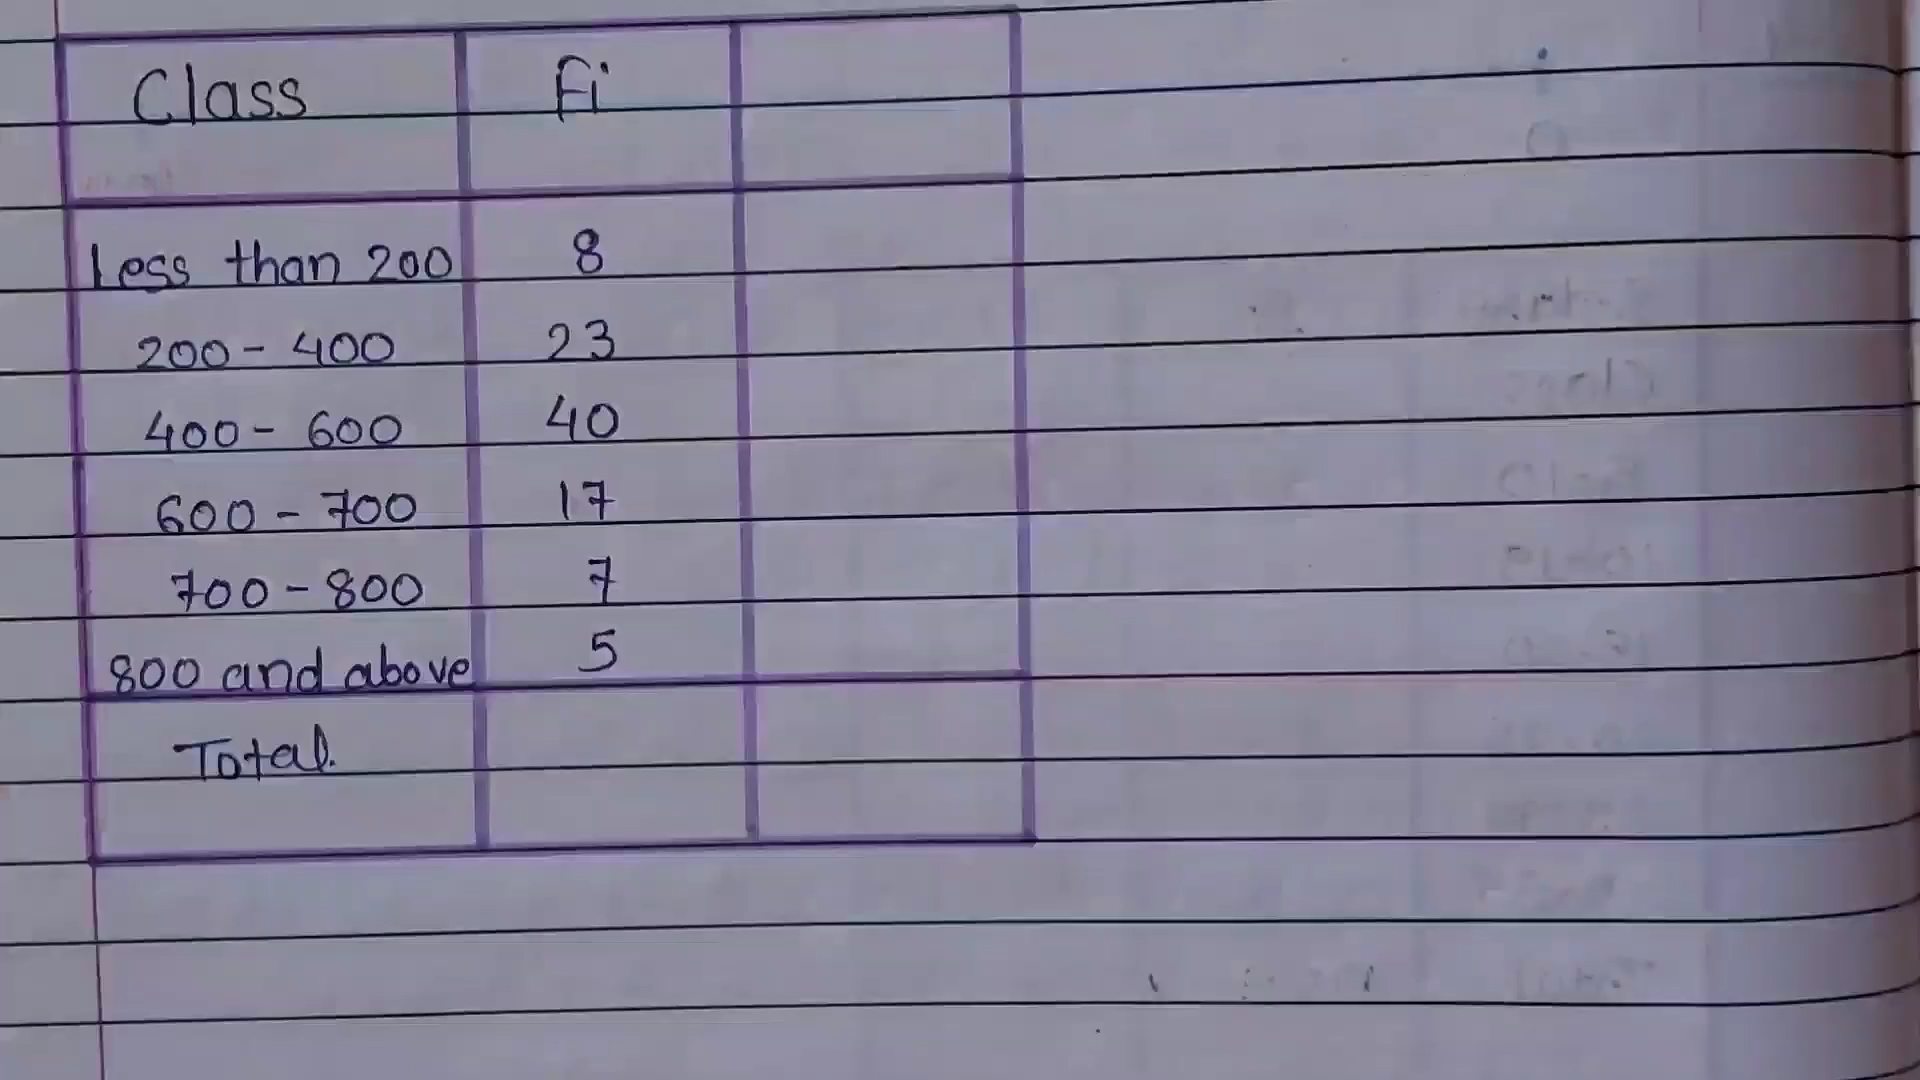 Class Fi
Less than 200 8
200 - 400 23
400 - 600 40
600 - 700 17
700 - 800 7
800 and above 5
Total.